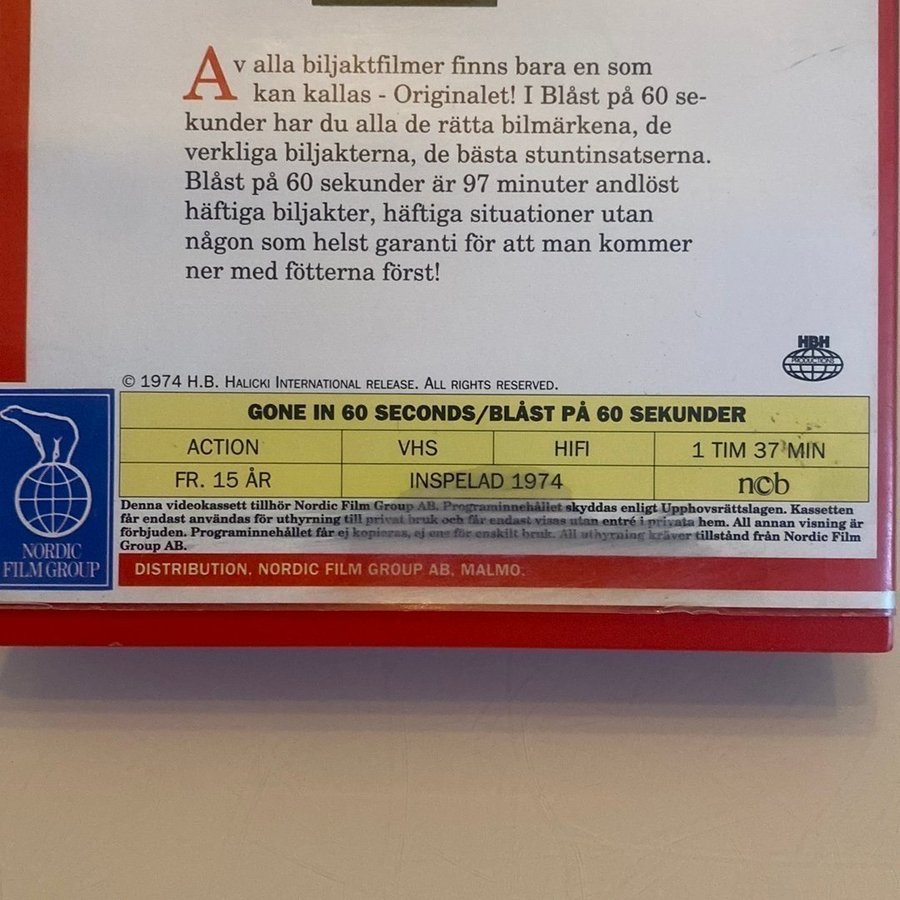 Av alla biljaktfilmer finns bara en som
kan kallas - Originalet! I Blåst på 60 se-
kunder har du alla de rätta bilmärkena, de
verkliga biljakterna, de bästa stuntinsatserna.
Blåst på 60 sekunder är 97 minuter andlöst
häftiga biljakter, häftiga situationer utan
någon som helst garanti för att man kommer
ner med fötterna först!
HBH
PRODUCTIONS
© 1974 H.B. HALICKI INTERNATIONAL RELEASE. ALL RIGHTS RESERVED.
GONE IN 60 SECONDS/BLÅST PÅ 60 SEKUNDER
ACTION VHS HIFI 1 TIM 37 MIN
FR. 15 ÅR INSPELAD 1974 ncb
Denna videokassett tillhör Nordic Film Group AB. Programinnehållet skyddas enligt Upphovsrättslagen. Kassetten
får endast användas för uthyrning till privat bruk och får endast visas utan entré i privata hem. All annan visning är
förbjuden. Programinnehållet får ej kopieras, ej ens för enskilt bruk. All uthyrning kräver tillstånd från Nordic Film
Group AB.
NORDIC
FILM GROUP
DISTRIBUTION. NORDIC FILM GROUP AB, MALMO.